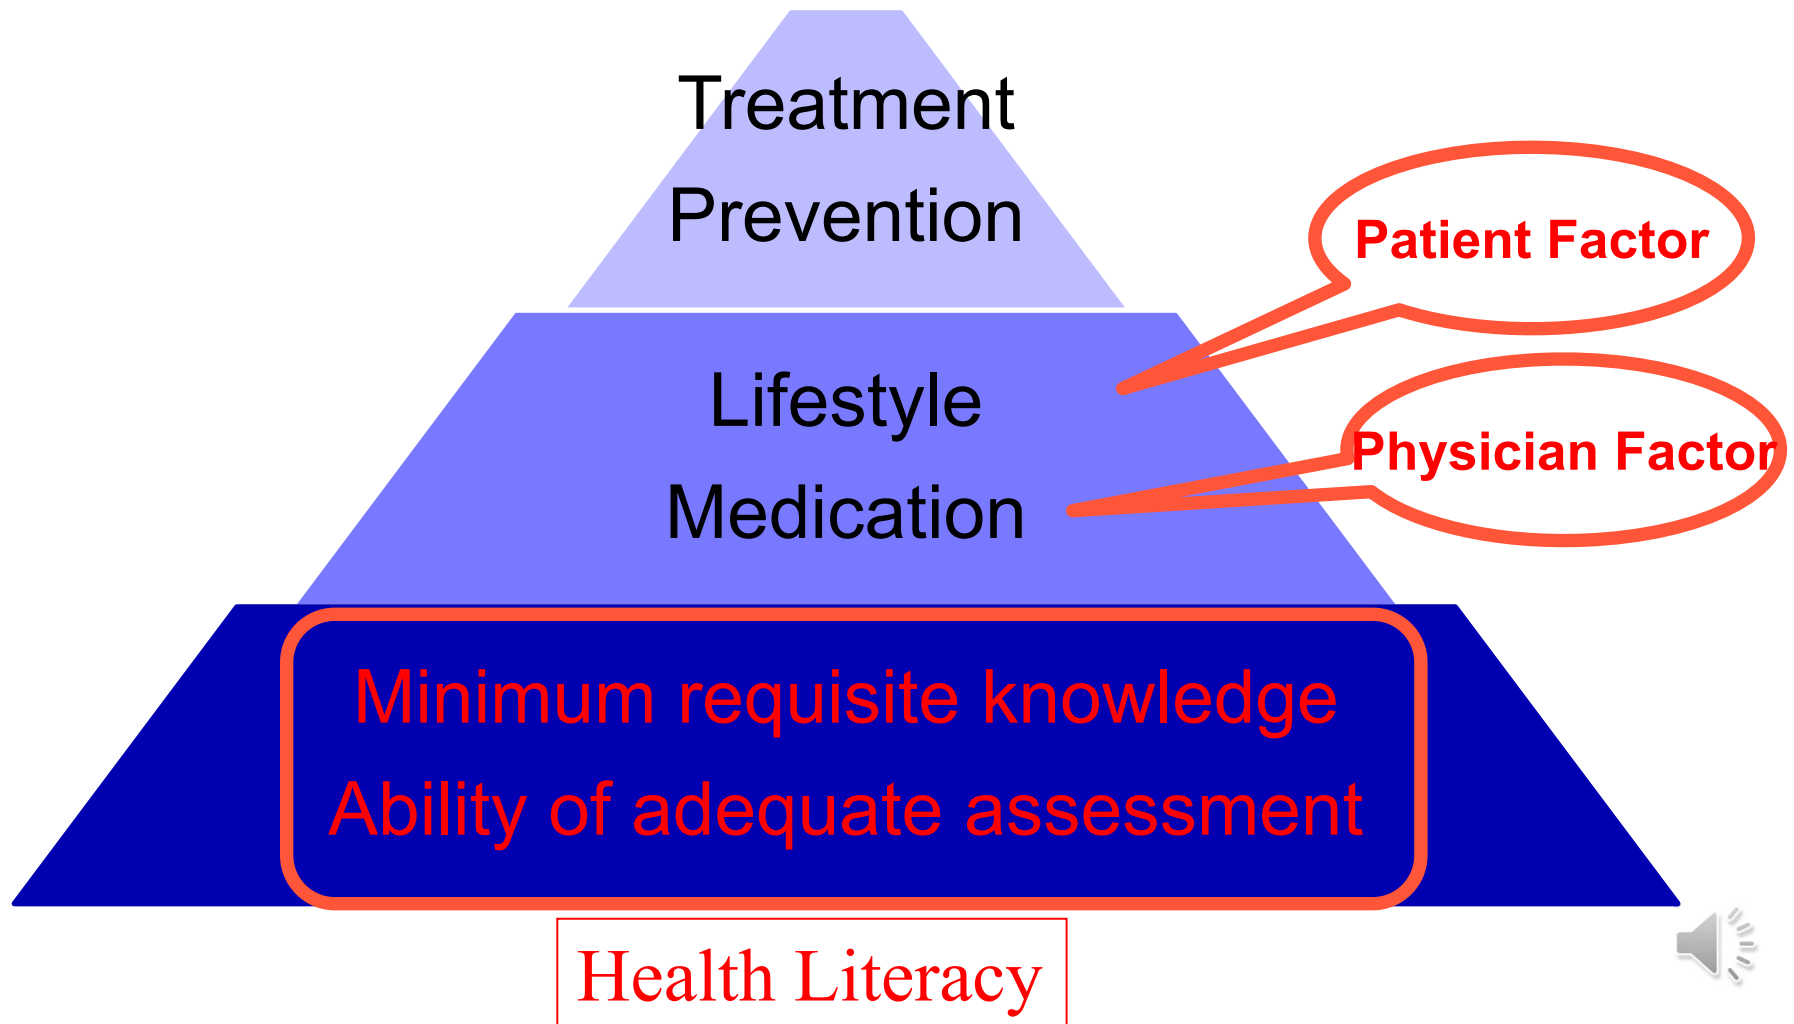 Treatment
Prevention
Patient Factor
Lifestyle
Physician Factor
Medication
Minimum requisite knowledge
Ability of adequate assessment
Health Literacy